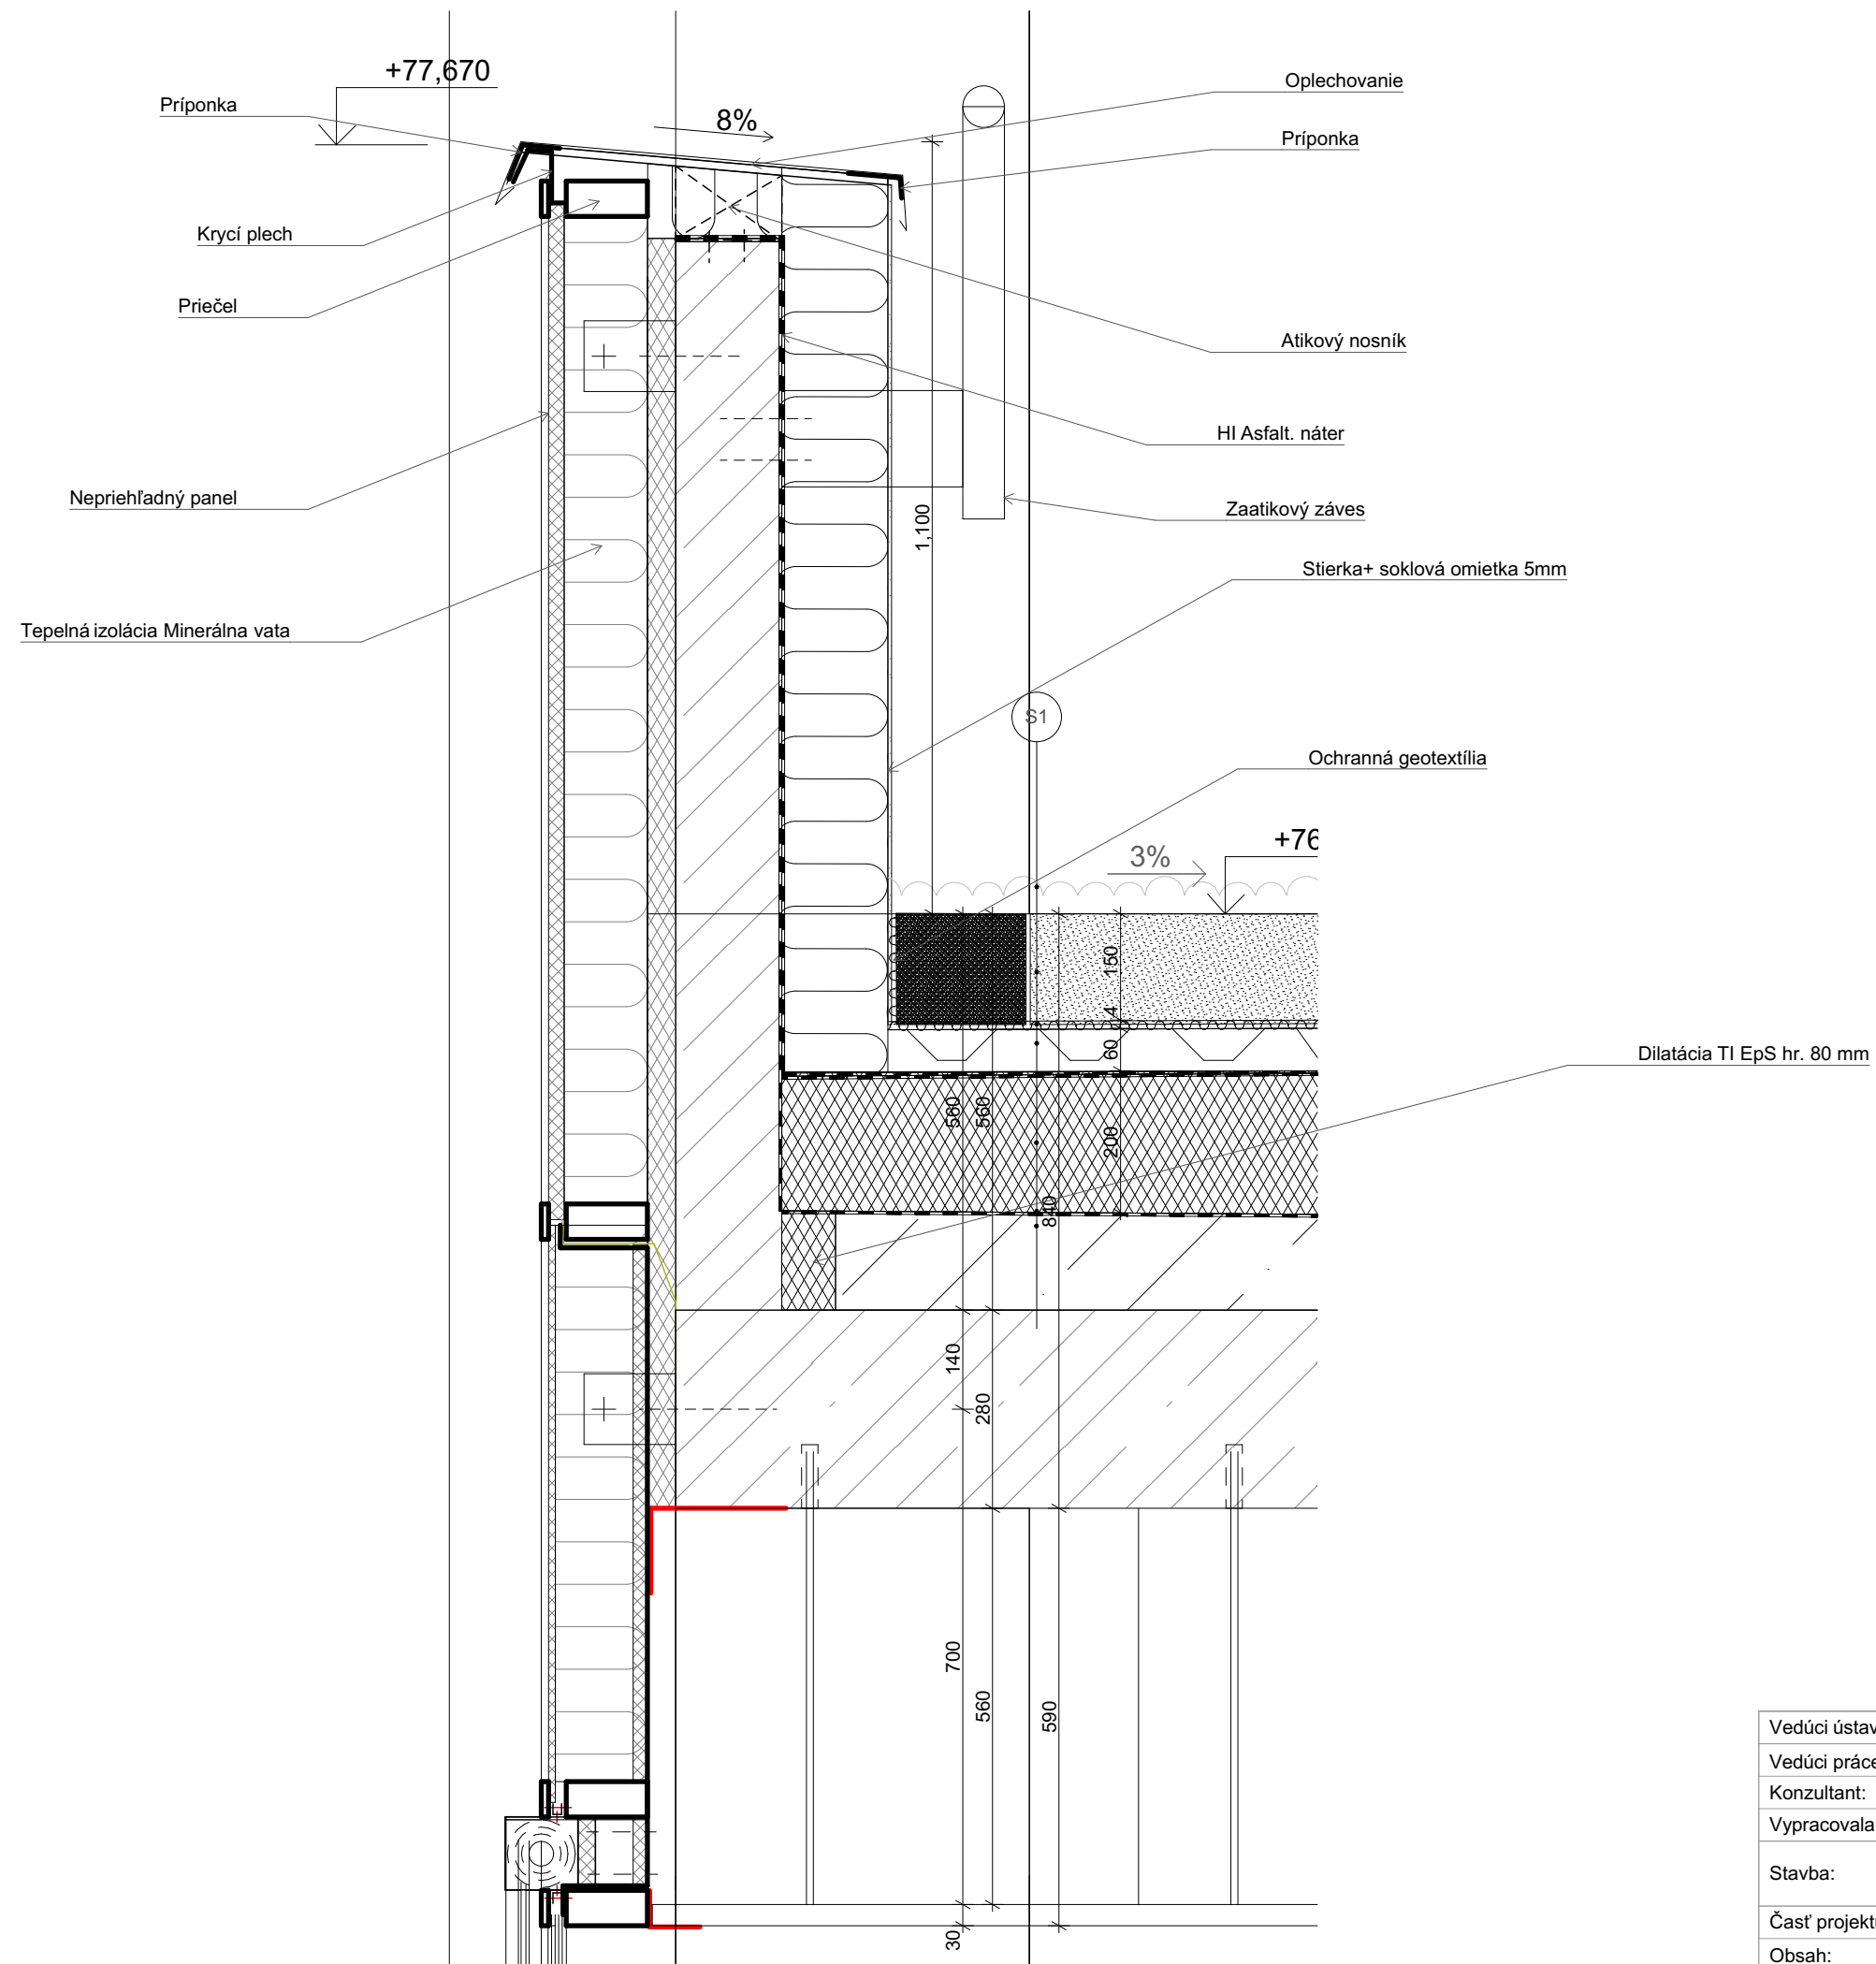 +77,670
Oplechovanie
Príponka
8%
Príponka
Krycí plech
Priečel
Atikový nosník
HI Asfalt. náter
Nepriehľadný panel
Zaatikový záves
1,100
Stierka+ soklová omietka 5mm
Tepelná izolácia Minerálna vata
S1
Ochranná geotextília
+76
3%
150
4
60
Dilatácia TI EpS hr. 80 mm
560
560
200
840
140
280
700
560
590
30
Vedúci ústav
Vedúci práce
Konzultant:
Vypracovala
Stavba:
Časť projektu
Obsah: